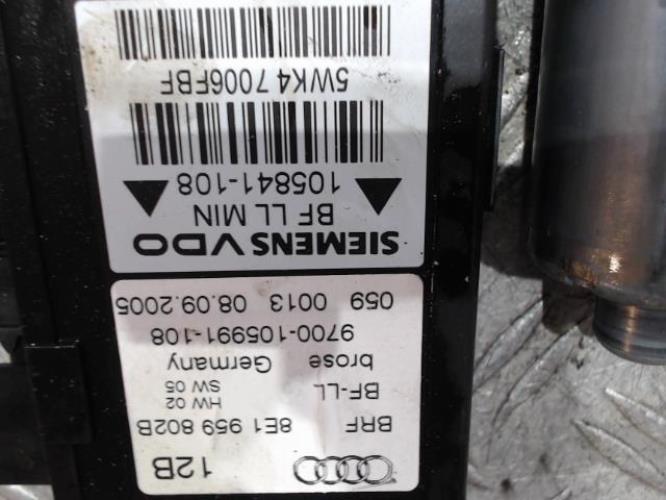 12B
BRF 8E1 959 802B
BF-LL HW 02
SW 05
brose Germany
9700-105991-108
059 0013 08.09.2005
SIEMENS VDO
BF LL MIN
105841-108
5WK4 7006FBF